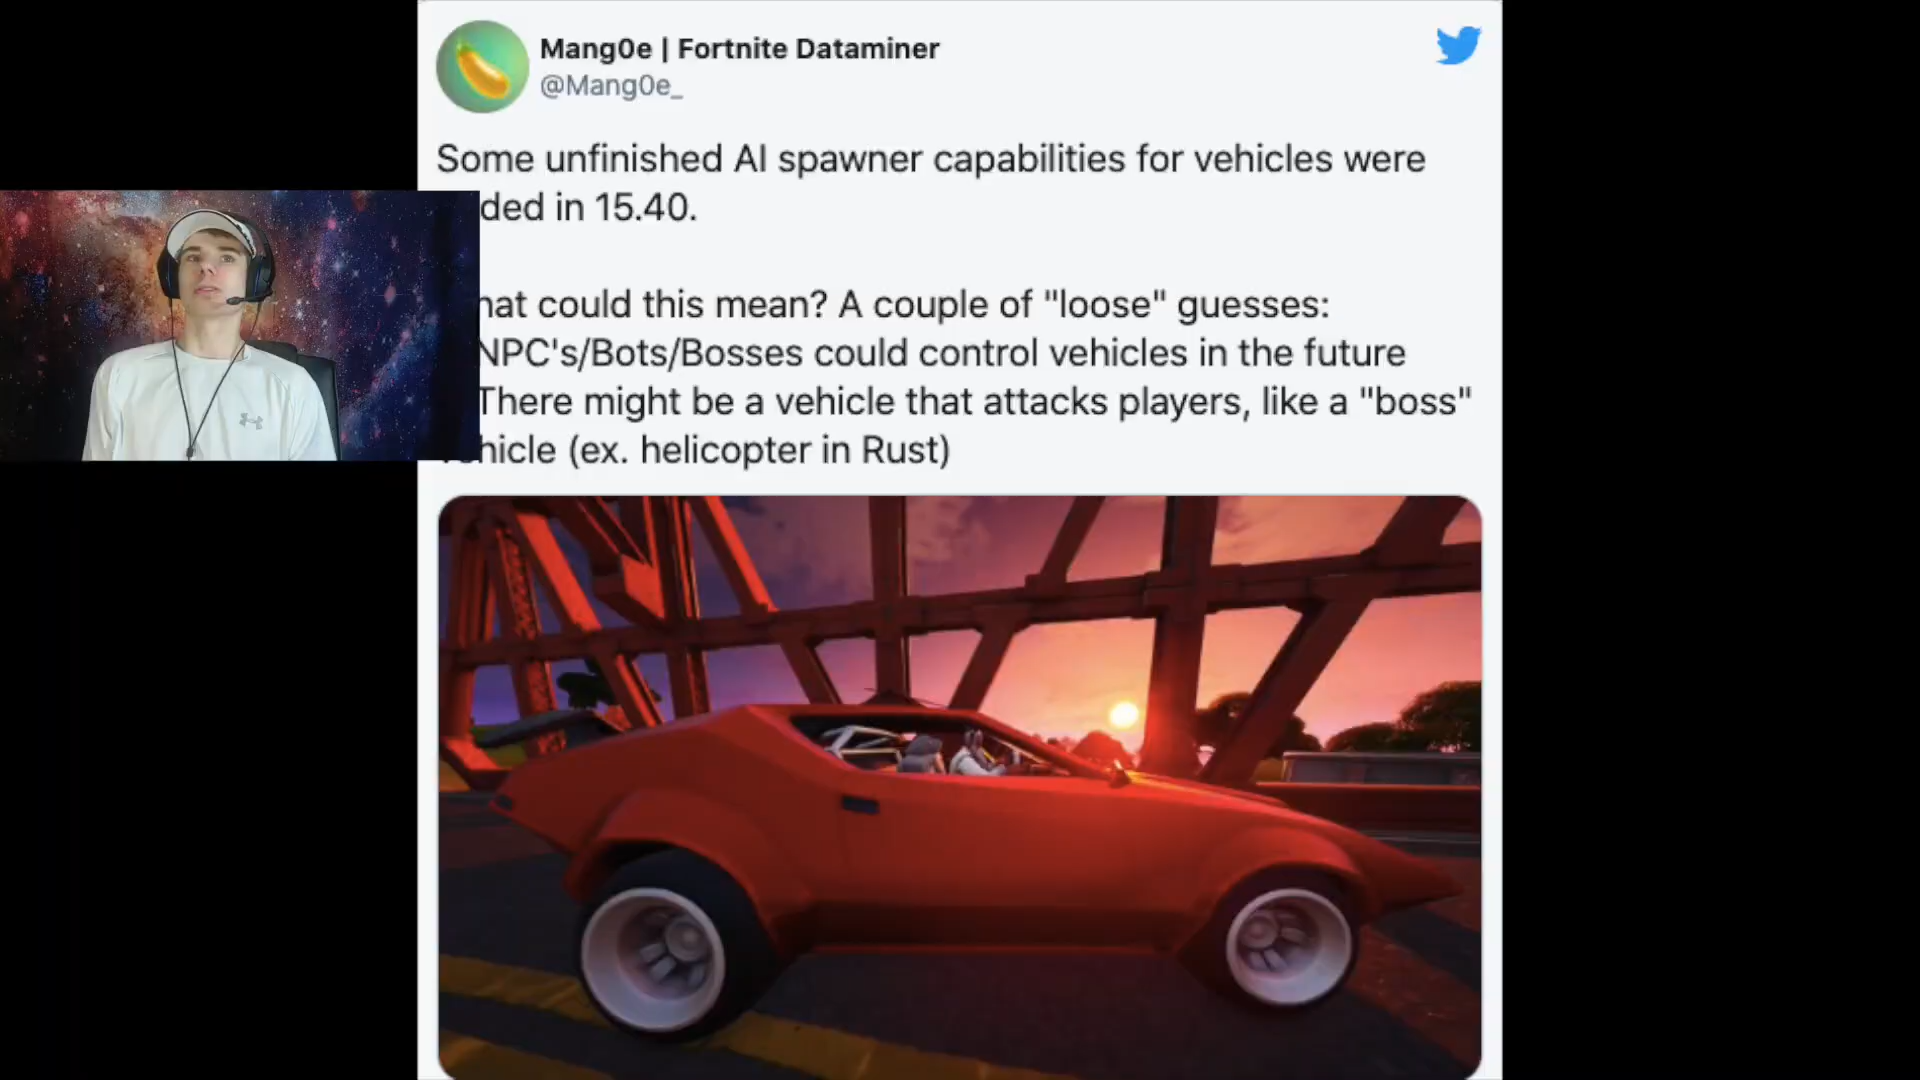 Mang0e | Fortnite Dataminer
@Mang0e_
Some unfinished AI spawner capabilities for vehicles were
ded in 15.40.
hat could this mean? A couple of "loose" guesses:
NPC's/Bots/Bosses could control vehicles in the future
There might be a vehicle that attacks players, like a "boss"
hicle (ex. helicopter in Rust)